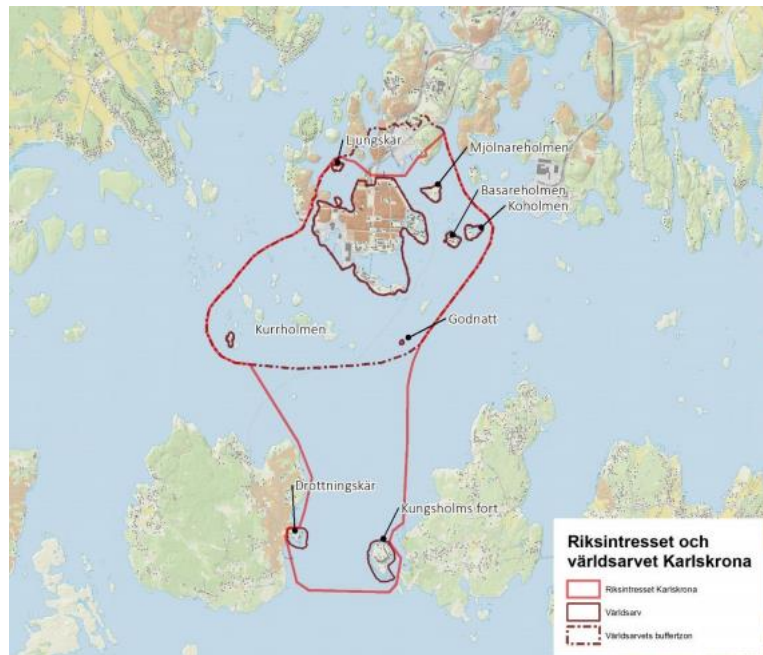 Ljungskär
Mjölnareholmen
Basareholmen
Koholmen
Kurrholmen
Godnatt
Drottningskär
Kungsholms fort
Riksintresset och
världsarvet Karlskrona
Riksintresset Karlskrona
Världsarv
Världsarvets buffertzon